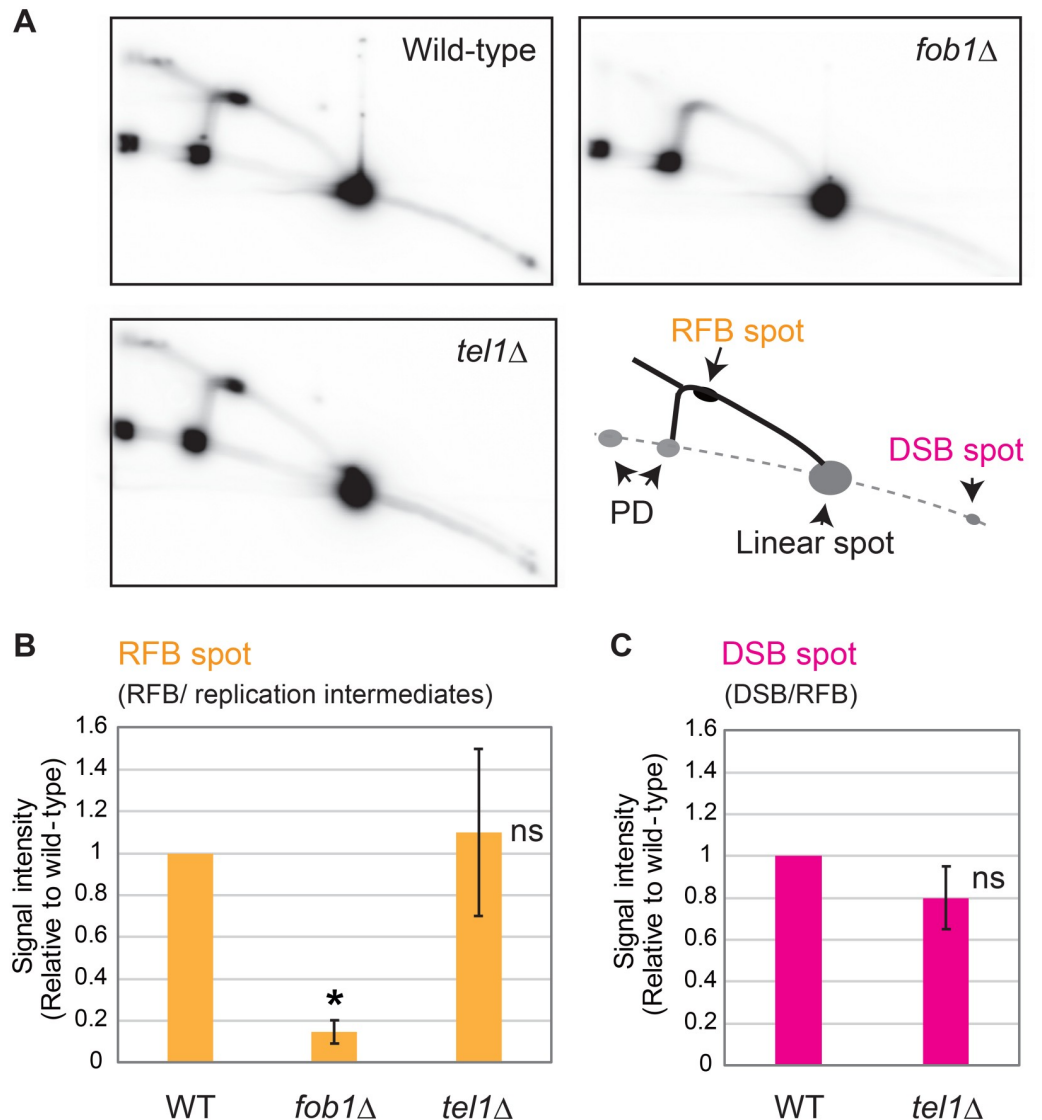 A
Wild-type
fob1Δ
tel1Δ
RFB spot
DSB spot
PD
Linear spot
B
RFB spot
(RFB/ replication intermediates)
Signal intensity
(Relative to wild-type)
1.6
1.4
1.2
1
0.8
0.6
0.4
0.2
0
*
ns
WT
fob1Δ
tel1Δ
C
DSB spot
(DSB/RFB)
Signal intensity
(Relative to wild-type)
1.6
1.4
1.2
1
0.8
0.6
0.4
0.2
0
ns
WT
tel1Δ